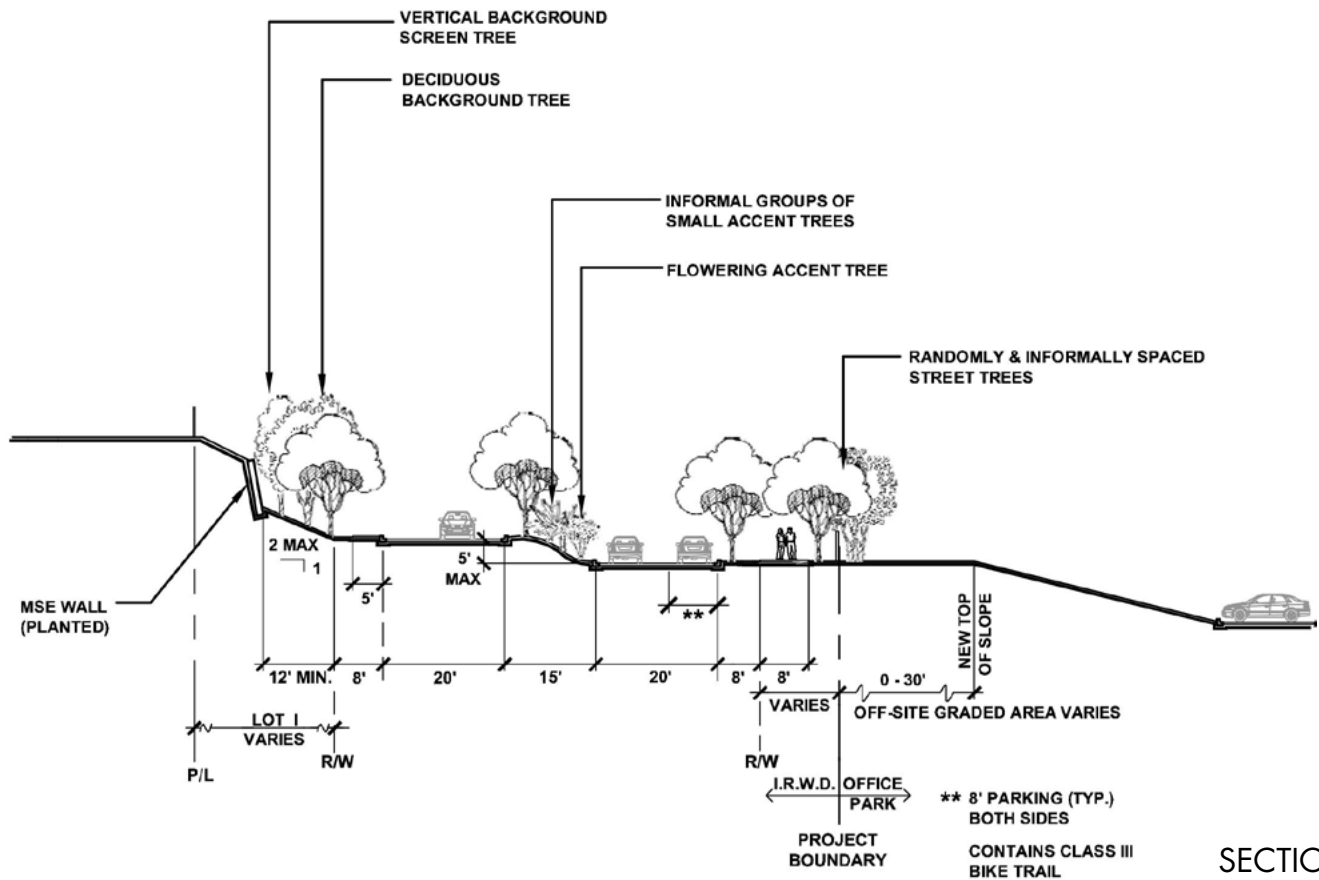 VERTICAL BACKGROUND
SCREEN TREE
DECIDUOUS
BACKGROUND TREE
INFORMAL GROUPS OF
SMALL ACCENT TREES
FLOWERING ACCENT TREE
RANDOMLY & INFORMALLY SPACED
STREET TREES
MSE WALL
(PLANTED)
2 MAX
1
5'
5'
MAX
**
NEW TOP
OF SLOPE
12' MIN.
8'
20'
15'
20'
8'
8'
0 - 30'
VARIES
OFF-SITE GRADED AREA VARIES
LOT I
VARIES
P/L
R/W
R/W
I.R.W.D. OFFICE
PARK
PROJECT
BOUNDARY
** 8' PARKING (TYP.)
BOTH SIDES
CONTAINS CLASS III
BIKE TRAIL
SECTIO